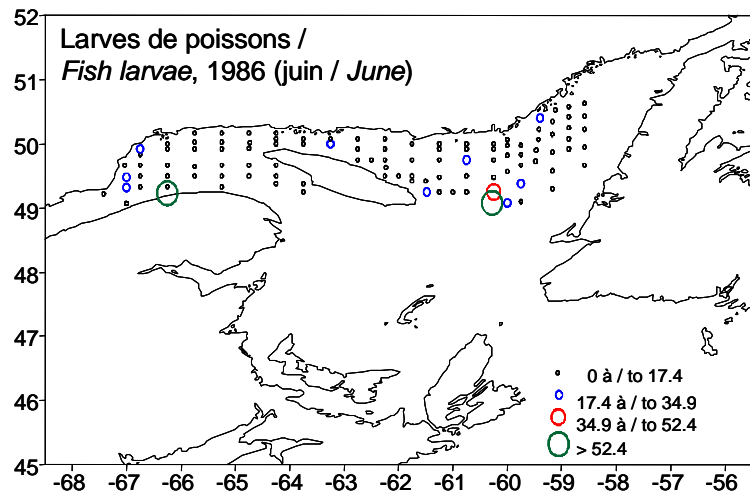 Larves de poissons /
Fish larvae, 1986 (juin / June)
52
51
50
49
48
47
46
45
0 à / to 17.4
17.4 à / to 34.9
34.9 à / to 52.4
> 52.4
-68 -67 -66 -65 -64 -63 -62 -61 -60 -59 -58 -57 -56